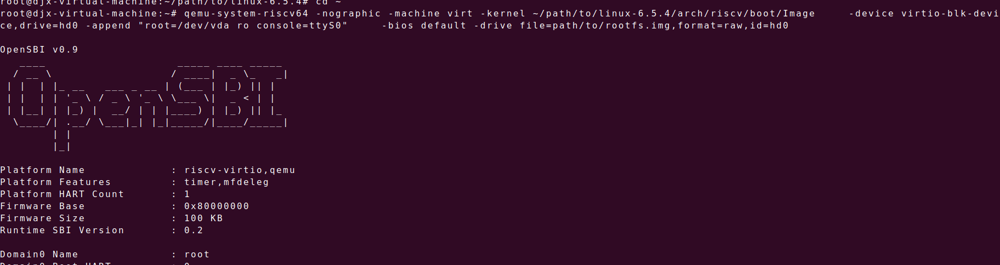 root@djx-virtual-machine:~/path/to/linux-6.5.4# cd ~
root@djx-virtual-machine:~# qemu-system-riscv64 -nographic -machine virt -kernel ~/path/to/linux-6.5.4/arch/riscv/boot/Image     -device virtio-blk-devi
ce,drive=hd0 -append "root=/dev/vda ro console=ttyS0"     -bios default -drive file=path/to/rootfs.img,format=raw,id=hd0

OpenSBI v0.9
   ____                    _____ ____ _____
  / __ \                  / ____|  _ \_   _|
 | |  | |_ __   ___ _ __ | (___ | |_) || |
 | |  | | '_ \ / _ \ '_ \ \___ \|  _ < | |
 | |__| | |_) |  __/ | | |____) | |_) || |_
  \____/| .__/ \___|_| |_|_____/|____/_____|
        | |
        |_|

Platform Name             : riscv-virtio,qemu
Platform Features         : timer,mfdeleg
Platform HART Count       : 1
Firmware Base             : 0x80000000
Firmware Size             : 100 KB
Runtime SBI Version       : 0.2

Domain0 Name              : root
Domain0 Boot HART         : 0